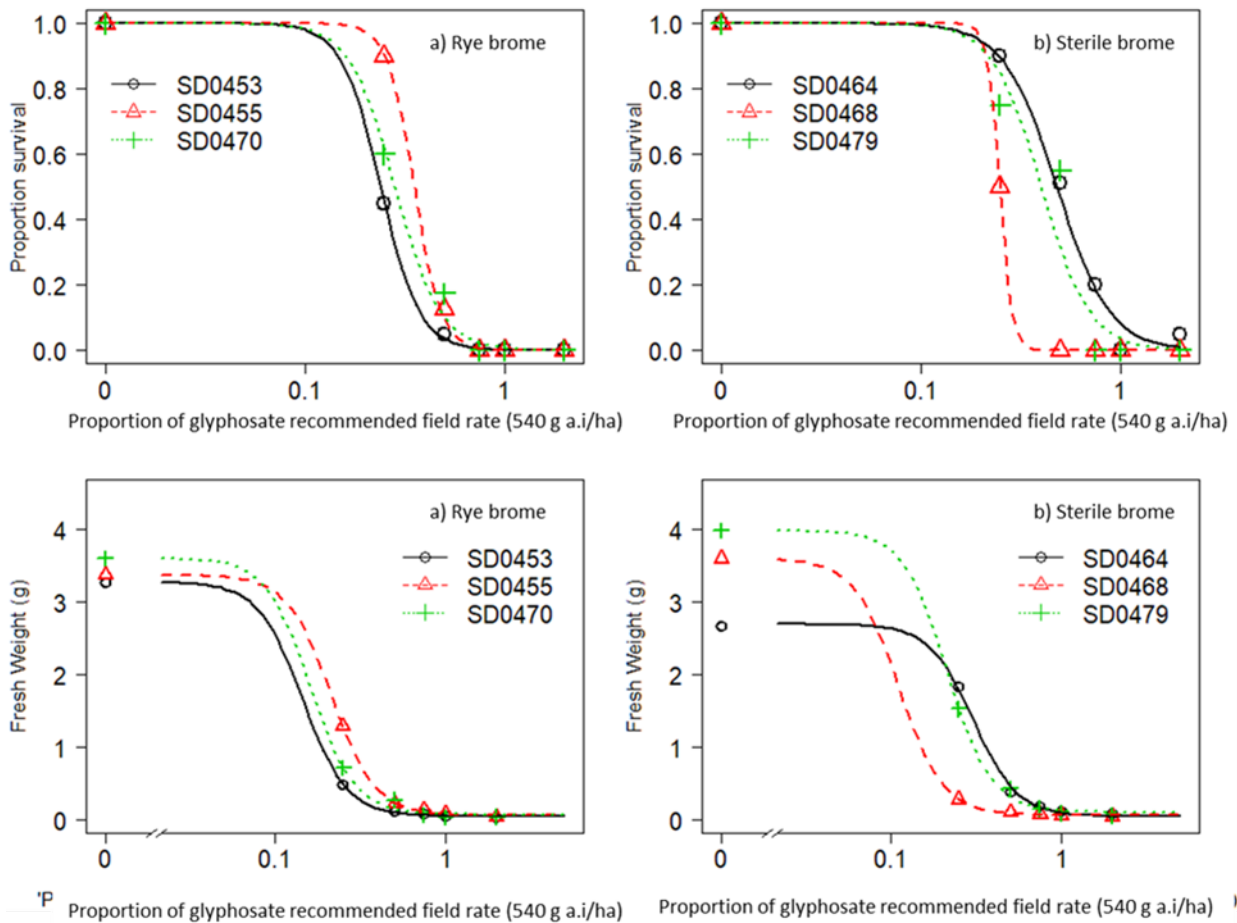 a) Rye brome
SD0453
SD0455
SD0470
Proportion survival
1.0
0.8
0.6
0.4
0.2
0.0
0
0.1
1
Proportion of glyphosate recommended field rate (540 g a.i/ha)
b) Sterile brome
SD0464
SD0468
SD0479
Proportion survival
1.0
0.8
0.6
0.4
0.2
0.0
0
0.1
1
Proportion of glyphosate recommended field rate (540 g a.i/ha)
a) Rye brome
SD0453
SD0455
SD0470
Fresh Weight (g)
4
3
2
1
0
0
0.1
1
'P
Proportion of glyphosate recommended field rate (540 g a.i/ha)
b) Sterile brome
SD0464
SD0468
SD0479
Fresh Weight (g)
4
3
2
1
0
0
0.1
1
Proportion of glyphosate recommended field rate (540 g a.i/ha)